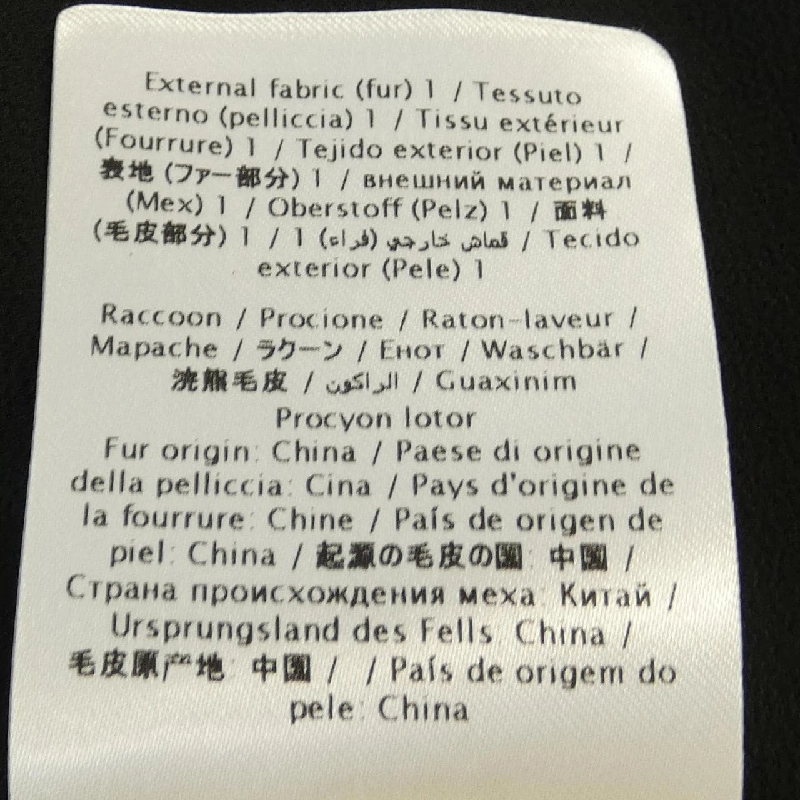 External fabric (fur) 1 / Tessuto
esterno (pelliccia) 1 / Tissu extérieur
(Fourrure) 1 / Tejido exterior (Piel) 1 /
表地 (ファー部分) 1 / внешний материал
(Мех) 1 / Oberstoff (Pelz) 1 / 面料
(毛皮部分) 1 / قماش خارجي (فراء) 1 / Tecido
exterior (Pele) 1
Raccoon / Procione / Raton-laveur /
Mapache / ラクーン / Енот / Waschbär /
浣熊毛皮 / الراكون / Guaxinim
Procyon lotor
Fur origin: China / Paese di origine
della pelliccia: Cina / Pays d'origine de
la fourrure: Chine / País de origen de
piel: China / 起源の毛皮の国: 中国 /
Страна происхождения меха: Китай /
Ursprungsland des Fells: China /
毛皮原产地: 中国 / / País de origem do
pele: China